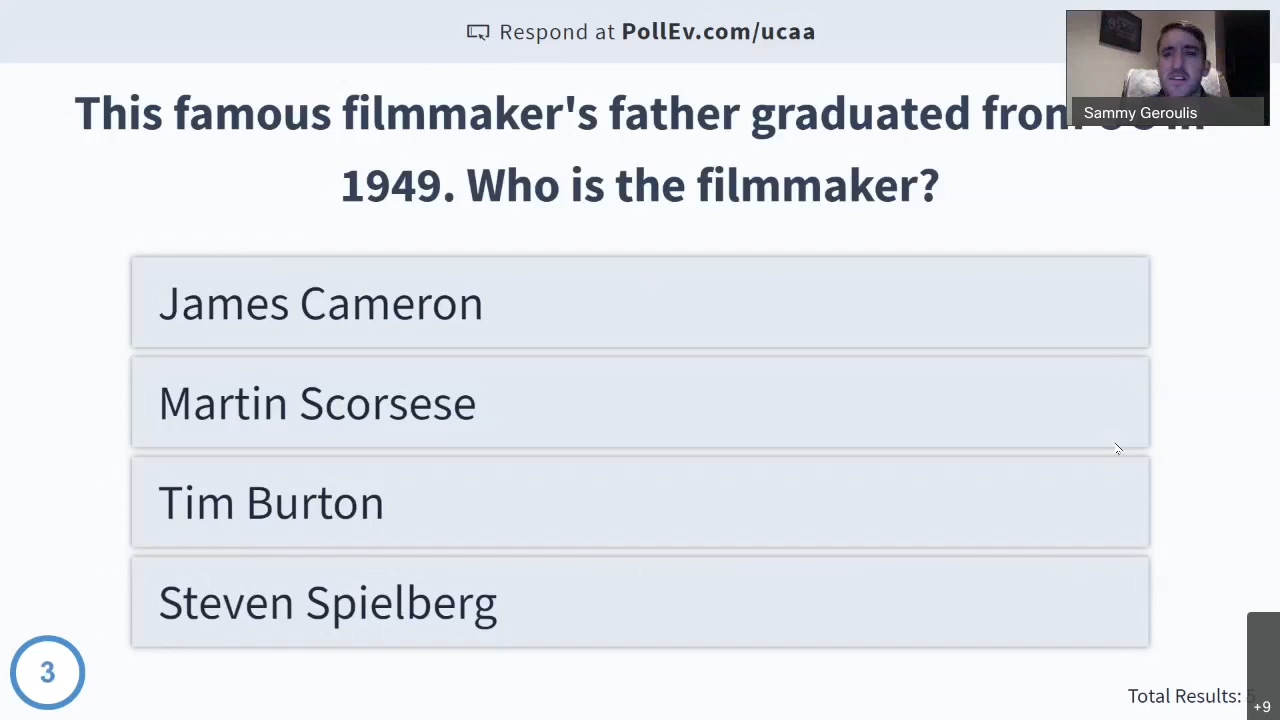 Respond at PollEv.com/ucaa
Sammy Geroulis
This famous filmmaker's father graduated from
1949. Who is the filmmaker?
James Cameron
Martin Scorsese
Tim Burton
Steven Spielberg
3
Total Results:
+9